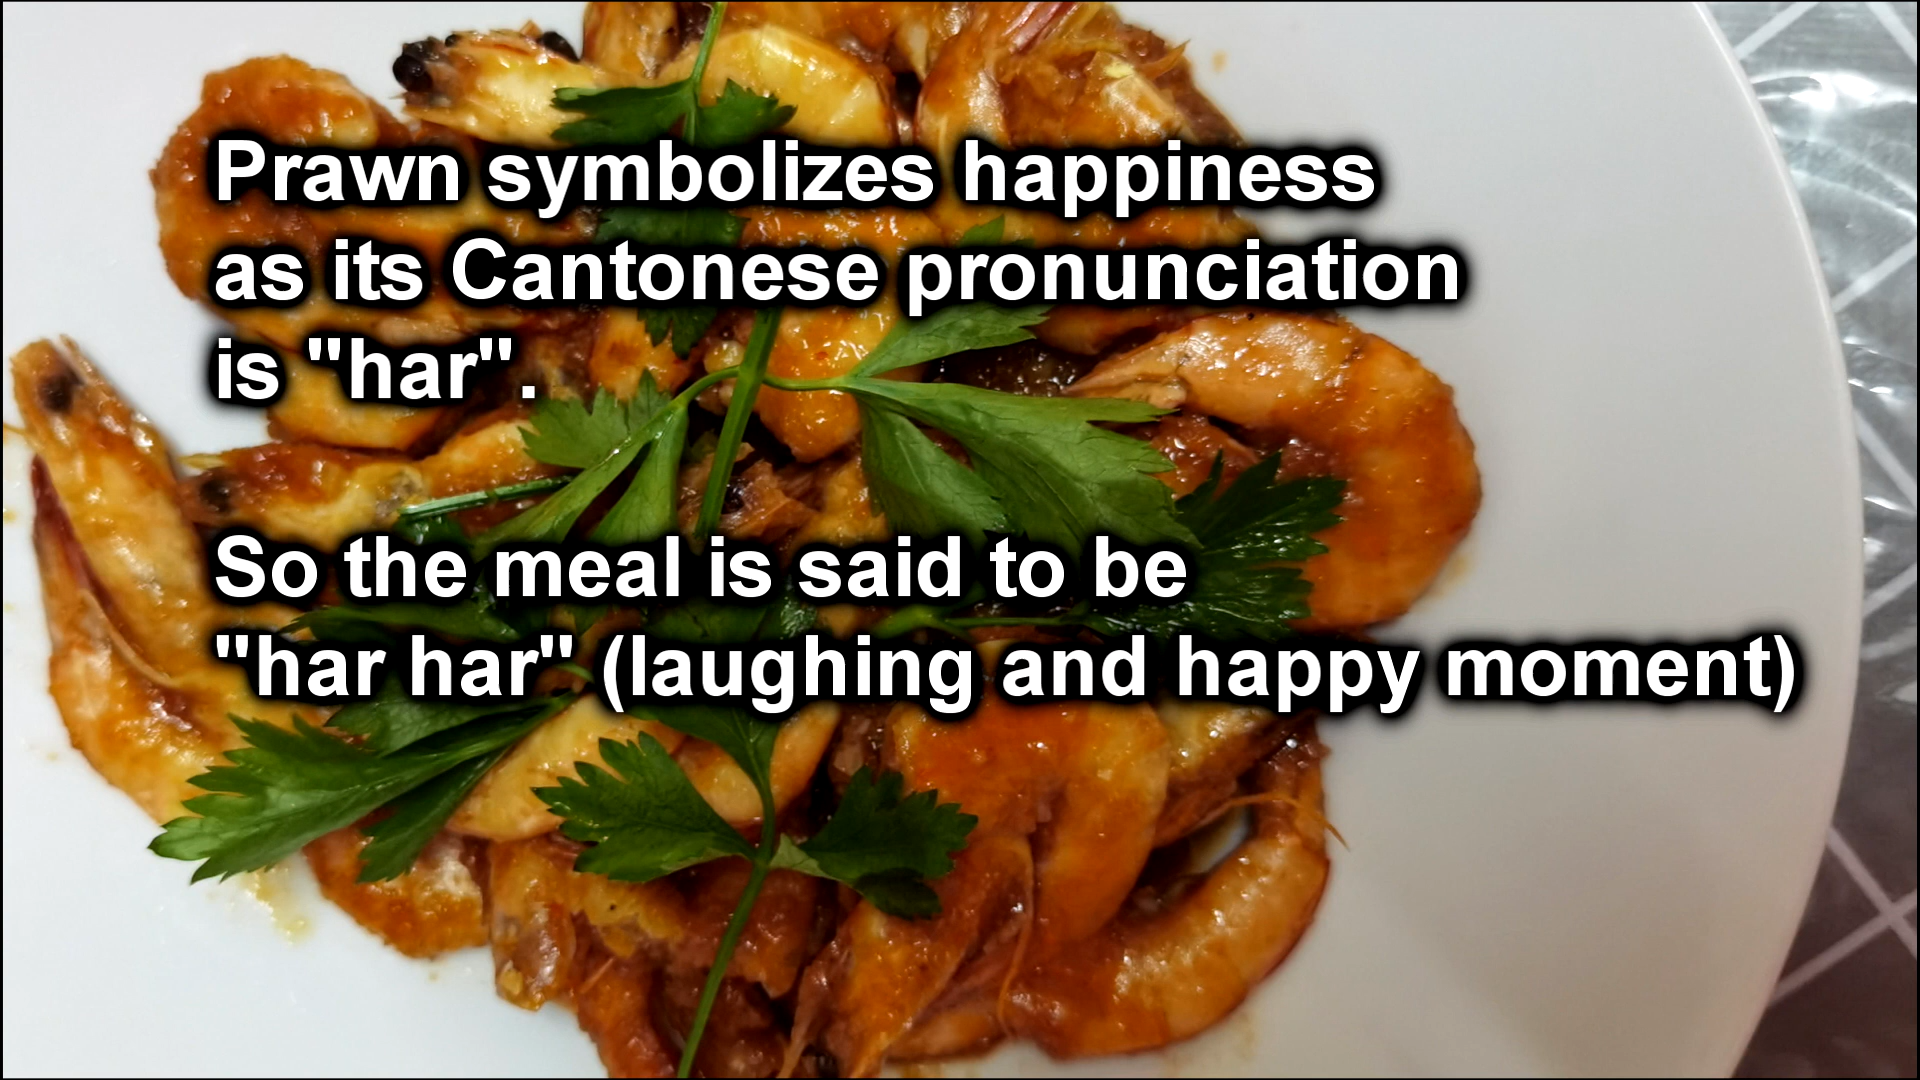 Prawn symbolizes happiness
as its Cantonese pronunciation
is "har".
So the meal is said to be
"har har" (laughing and happy moment)